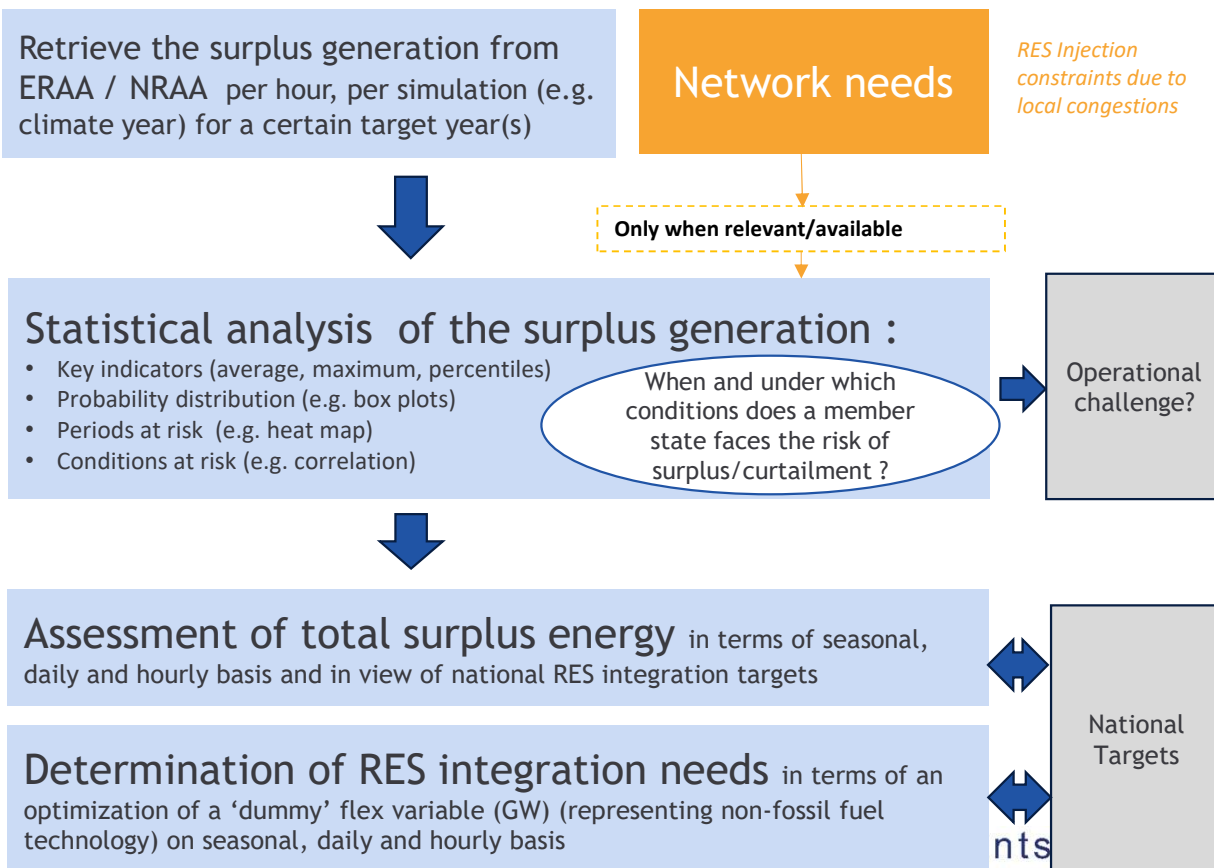 Retrieve the surplus generation from
ERAA / NRAA per hour, per simulation (e.g.
climate year) for a certain target year(s)
Network needs
RES Injection
constraints due to
local congestions
Only when relevant/available
Statistical analysis of the surplus generation :
• Key indicators (average, maximum, percentiles)
• Probability distribution (e.g. box plots)
• Periods at risk (e.g. heat map)
• Conditions at risk (e.g. correlation)
When and under which
conditions does a member
state faces the risk of
surplus/curtailment ?
Operational
challenge?
Assessment of total surplus energy in terms of seasonal,
daily and hourly basis and in view of national RES integration targets
Determination of RES integration needs in terms of an
optimization of a ‘dummy’ flex variable (GW) (representing non-fossil fuel
technology) on seasonal, daily and hourly basis
National
Targets
nts